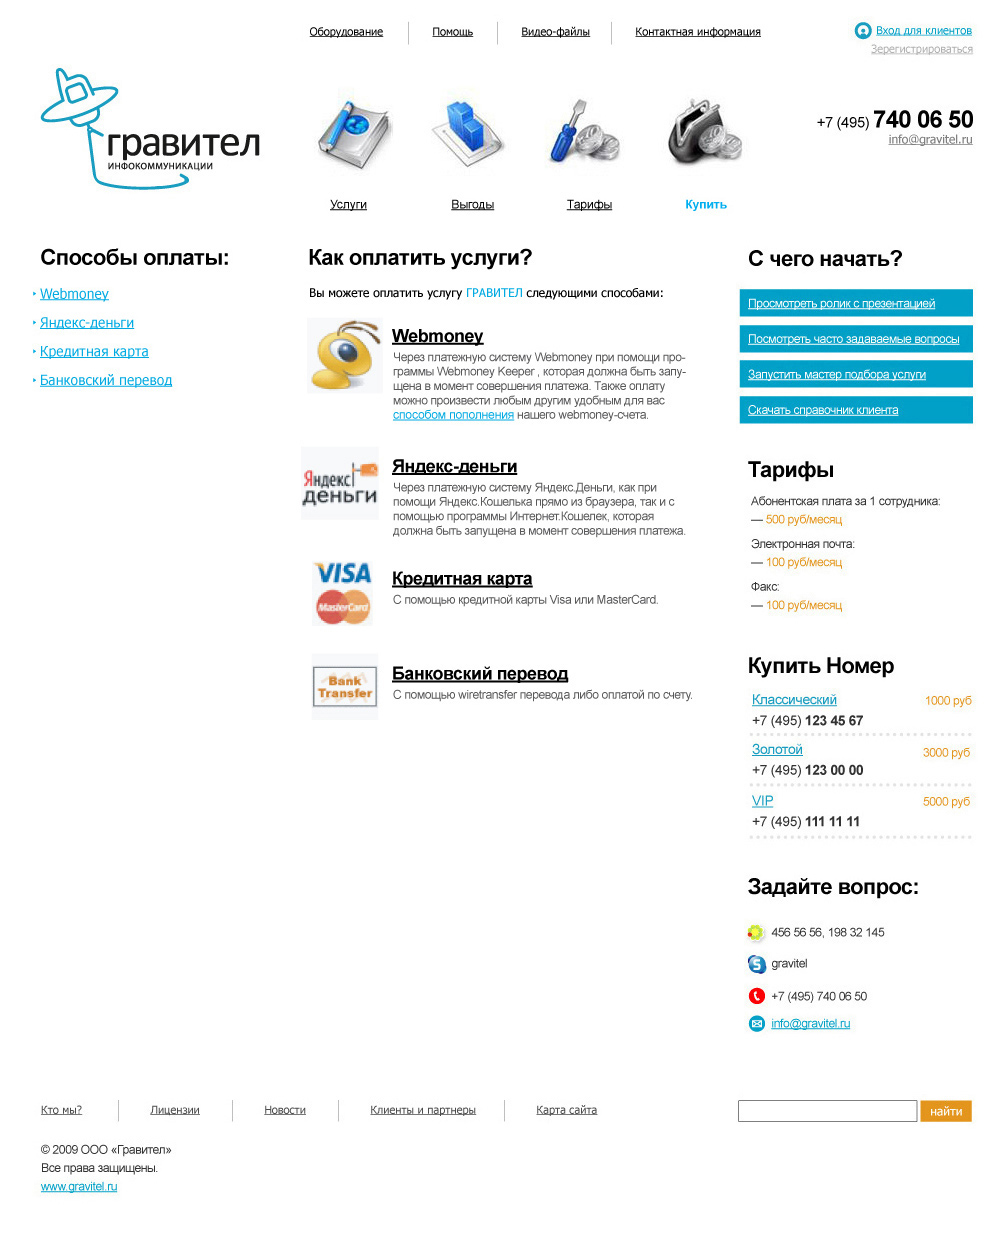 Оборудование
Помощь
Видео-файлы
Контактная информация
Вход для клиентов
Зерегистрироваться
гравител
ИНФОКОММУНИКАЦИИ
+7 (495) 740 06 50
info@gravitel.ru
Услуги
Выгоды
Тарифы
Купить
Способы оплаты:
Webmoney
Яндекс-деньги
Кредитная карта
Банковский перевод
Как оплатить услуги?
Вы можете оплатить услугу ГРАВИТЕЛ следующими способами:
Webmoney
Через платежную систему Webmoney при помощи про-
граммы Webmoney Keeper , которая должна быть запу-
щена в момент совершения платежа. Также оплату
можно произвести любым другим удобным для вас
способом пополнения нашего webmoney-счета.
Яндекс
деньги
Яндекс-деньги
Через платежную систему Яндекс.Деньги, как при
помощи Яндекс.Кошелька прямо из браузера, так и с
помощью программы Интернет.Кошелек, которая
должна быть запущена в момент совершения платежа.
VISA
MasterCard
Кредитная карта
С помощью кредитной карты Visa или MasterCard.
Bank
Transfer
Банковский перевод
С помощью wiretransfer перевода либо оплатой по счету.
С чего начать?
Просмотреть ролик с презентацией
Посмотреть часто задаваемые вопросы
Запустить мастер подбора услуги
Скачать справочник клиента
Тарифы
Абонентская плата за 1 сотрудника:
— 500 руб/месяц
Электронная почта:
— 100 руб/месяц
Факс:
— 100 руб/месяц
Купить Номер
Классический 1000 руб
+7 (495) 123 45 67
Золотой 3000 руб
+7 (495) 123 00 00
VIP 5000 руб
+7 (495) 111 11 11
Задайте вопрос:
456 56 56, 198 32 145
gravitel
+7 (495) 740 06 50
info@gravitel.ru
Кто мы?
Лицензии
Новости
Клиенты и партнеры
Карта сайта
найти
© 2009 ООО «Гравител»
Все права защищены.
www.gravitel.ru